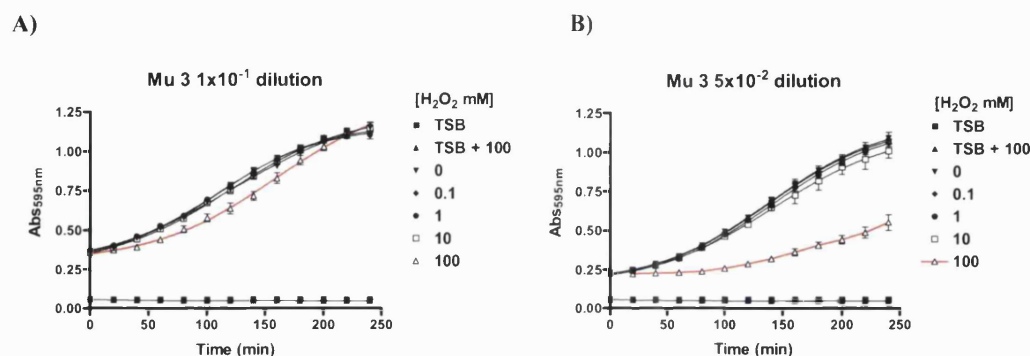 A)
Mu 3 1x10⁻¹ dilution
Abs595nm
1.25
1.00
0.75
0.50
0.25
0.00
0 50 100 150 200 250
Time (min)
[H₂O₂ mM]
TSB
TSB + 100
0
0.1
1
10
100
B)
Mu 3 5x10⁻² dilution
Abs595nm
1.25
1.00
0.75
0.50
0.25
0.00
0 50 100 150 200 250
Time (min)
[H₂O₂ mM]
TSB
TSB + 100
0
0.1
1
10
100